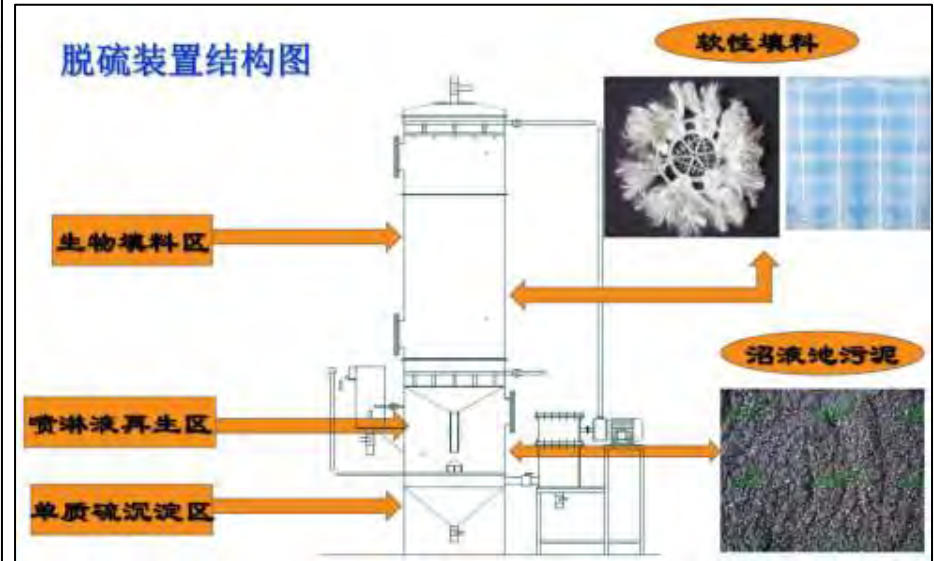 脱硫装置结构图
软性填料
生物填料区
沼液池污泥
喷淋液再生区
单质硫沉淀区